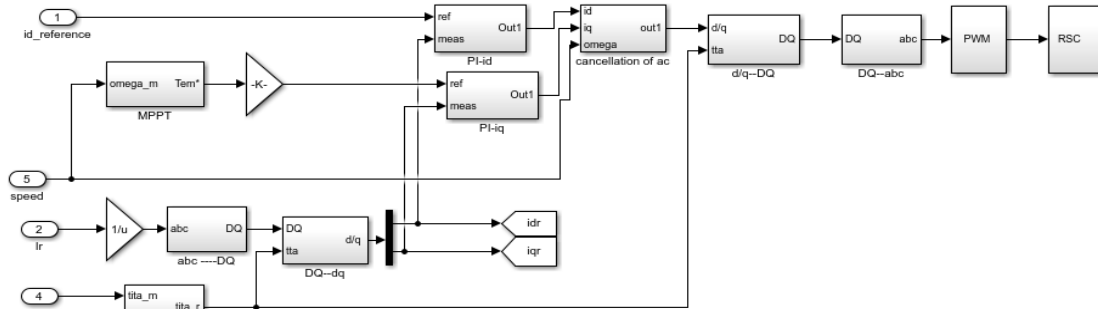 1
id_reference
ref
meas
Out1
PI-id
id
iq
omega
out1
cancellation of ac
d/q
tta
DQ
d/q--DQ
DQ
abc
DQ--abc
PWM
RSC
omega_m
Tem*
MPPT
-K-
ref
meas
Out1
PI-iq
5
speed
2
Ir
1/u
abc
DQ
abc ----DQ
DQ
tta
d/q
DQ--dq
idr
iqr
4
tita_m
tita_r